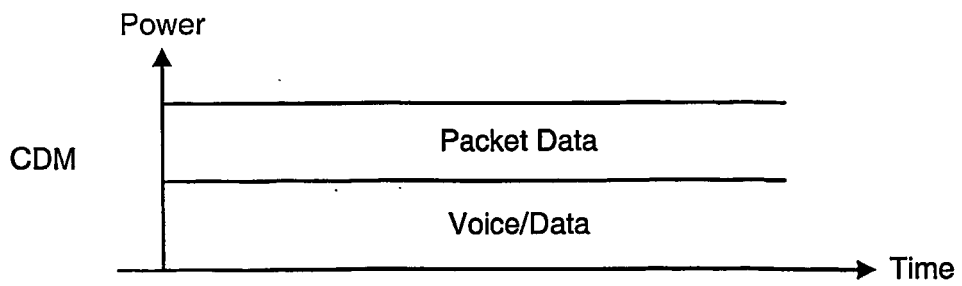 Power
CDM
Packet Data
Voice/Data
Time